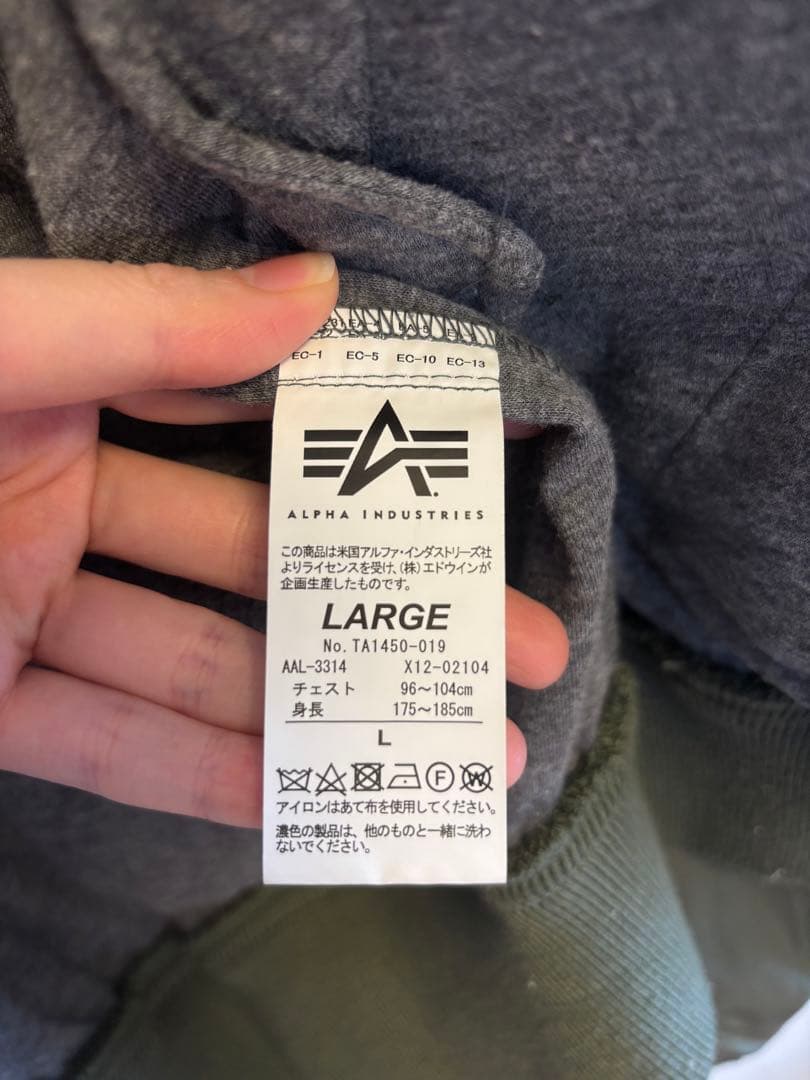 EC-1 EC-5 EC-10 EC-13
ALPHA INDUSTRIES
この商品は米国アルファ・インダストリーズ社
よりライセンスを受け、(株)エドウインが
企画生産したものです。
LARGE
No. TA1450-019
AAL-3314 X12-02104
チェスト 96～104cm
身長 175～185cm
L
F W
アイロンはあて布を使用してください。
濃色の製品は、他のものと一緒に洗わ
ないでください。